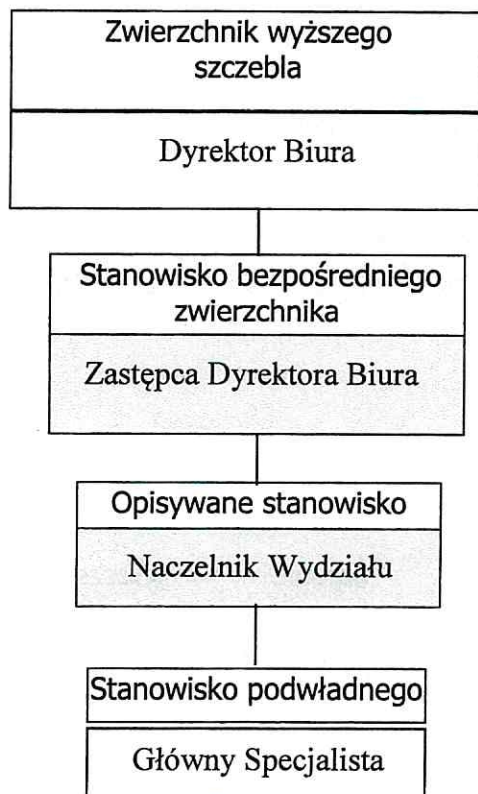 Zwierzchnik wyższego
szczebla
Dyrektor Biura
Stanowisko bezpośredniego
zwierzchnika
Zastępca Dyrektora Biura
Opisywane stanowisko
Naczelnik Wydziału
Stanowisko podwładnego
Główny Specjalista